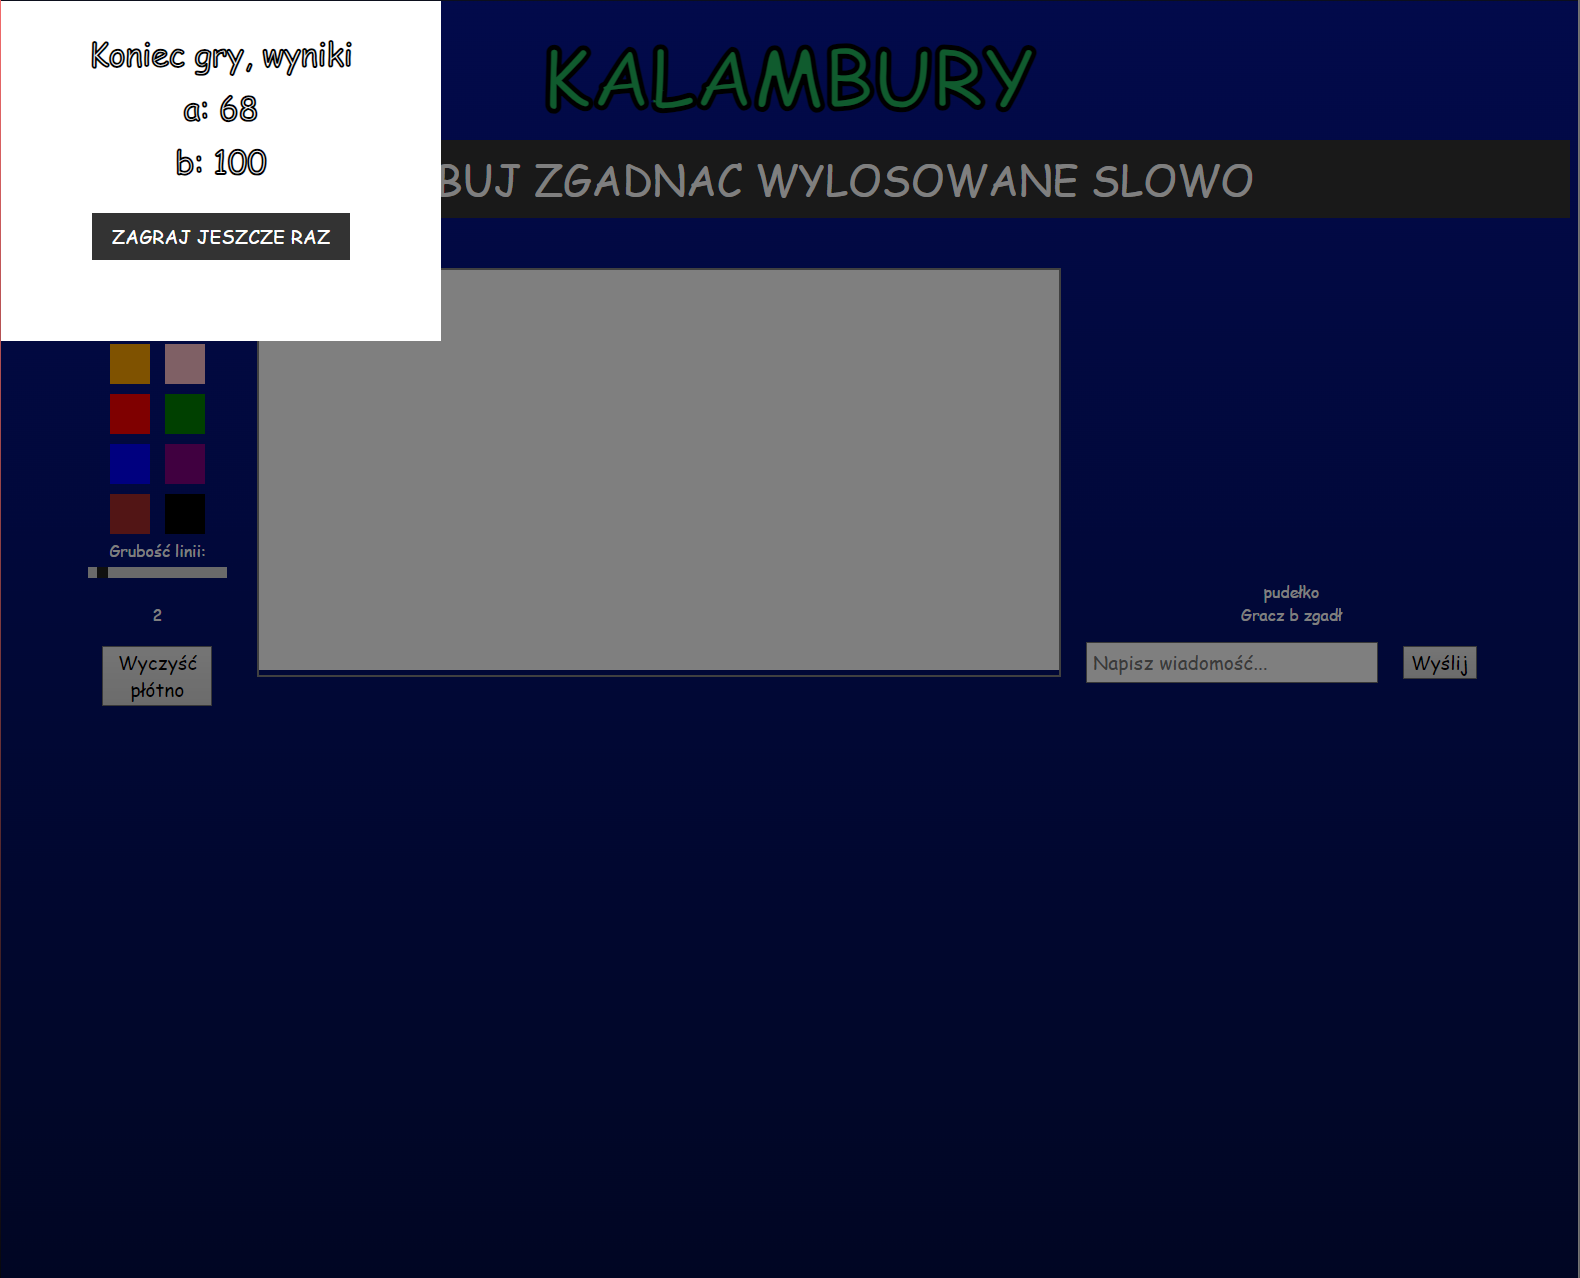 Koniec gry, wyniki
a: 68
b: 100
ZAGRAJ JESZCZE RAZ
KALAMBURY
BUJ ZGADNAC WYLOSOWANE SLOWO
Grubość linii:
2
Wyczyść
płótno
pudełko
Gracz b zgadł
Napisz wiadomość...
Wyślij